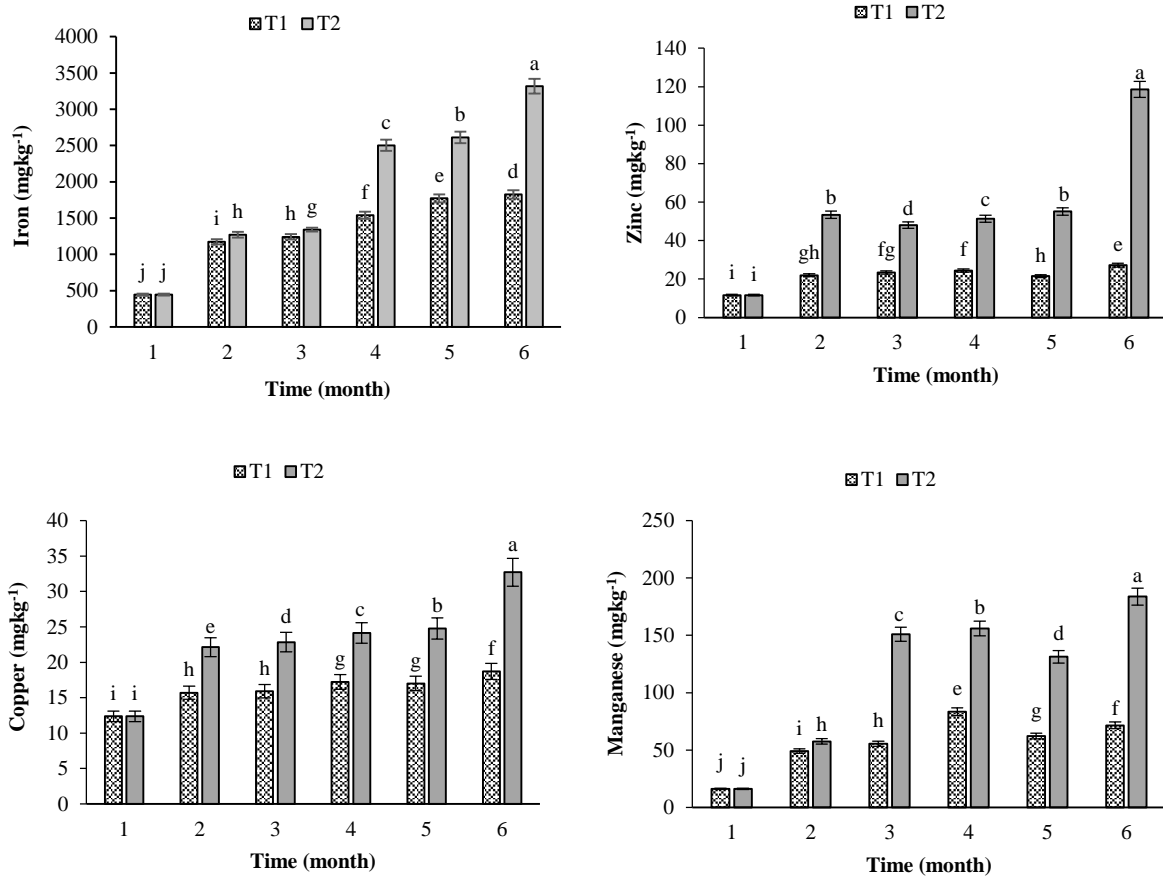 T1 T2
4000
3500
3000
2500
2000
1500
1000
500
0
Iron (mgkg-1)
j j i h h g f c e b d a
1 2 3 4 5 6
Time (month)
T1 T2
140
120
100
80
60
40
20
0
Zinc (mgkg-1)
i i gh b fg d f c h b e a
1 2 3 4 5 6
Time (month)
T1 T2
40
35
30
25
20
15
10
5
0
Copper (mgkg-1)
i i h e h d g c g b f a
1 2 3 4 5 6
Time (month)
T1 T2
250
200
150
100
50
0
Manganese (mgkg-1)
j j i h h c e b g d f a
1 2 3 4 5 6
Time (month)